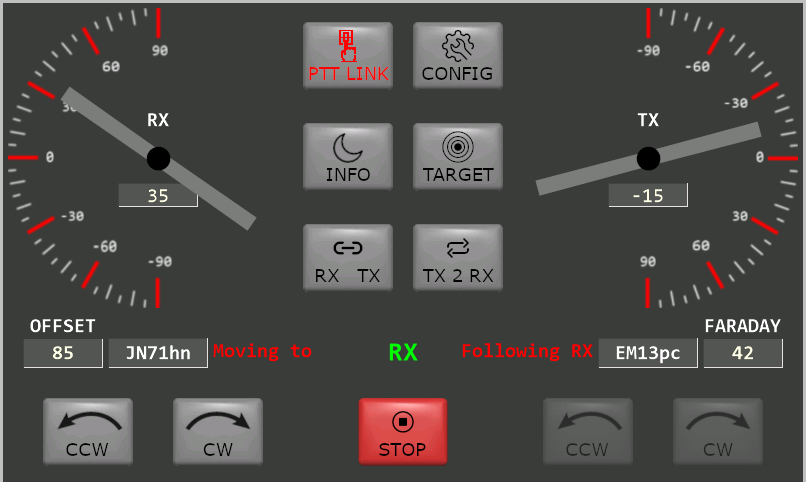 90
60
30
0
-30
-60
-90
RX
35
PTT LINK
CONFIG
INFO
TARGET
RX TX
TX 2 RX
-90
-60
-30
0
30
60
90
TX
-15
OFFSET
FARADAY
85 JN71hn Moving to RX Following RX EM13pc 42
CCW CW STOP CCW CW